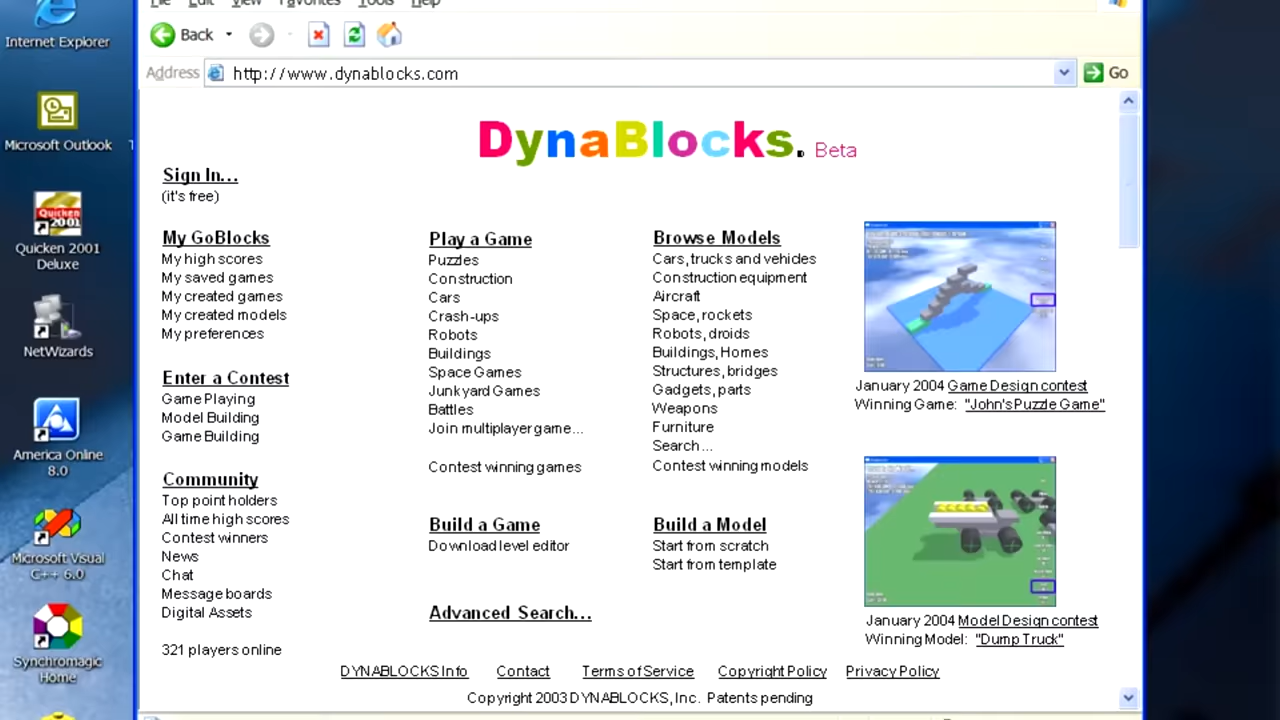 File Edit View Favorites Tools Help
Internet Explorer
Back
Address http://www.dynablocks.com Go
Microsoft Outlook
DynaBlocks. Beta
Sign In...
(it's free)
Quicken 2001 Deluxe
My GoBlocks
My high scores
My saved games
My created games
My created models
My preferences
Enter a Contest
Game Playing
Model Building
Game Building
Community
Top point holders
All time high scores
Contest winners
News
Chat
Message boards
Digital Assets
321 players online
Play a Game
Puzzles
Construction
Cars
Crash-ups
Robots
Buildings
Space Games
Junkyard Games
Battles
Join multiplayer game...
Contest winning games
Build a Game
Download level editor
Advanced Search...
Browse Models
Cars, trucks and vehicles
Construction equipment
Aircraft
Space, rockets
Robots, droids
Buildings, Homes
Structures, bridges
Gadgets, parts
Weapons
Furniture
Search...
Contest winning models
Build a Model
Start from scratch
Start from template
January 2004 Game Design contest
Winning Game: "John's Puzzle Game"
January 2004 Model Design contest
Winning Model: "Dump Truck"
NetWizards
America Online
8.0
Microsoft Visual
C++ 6.0
Synchromagic
Home
DYNABLOCKS Info Contact Terms of Service Copyright Policy Privacy Policy
Copyright 2003 DYNABLOCKS, Inc. Patents pending